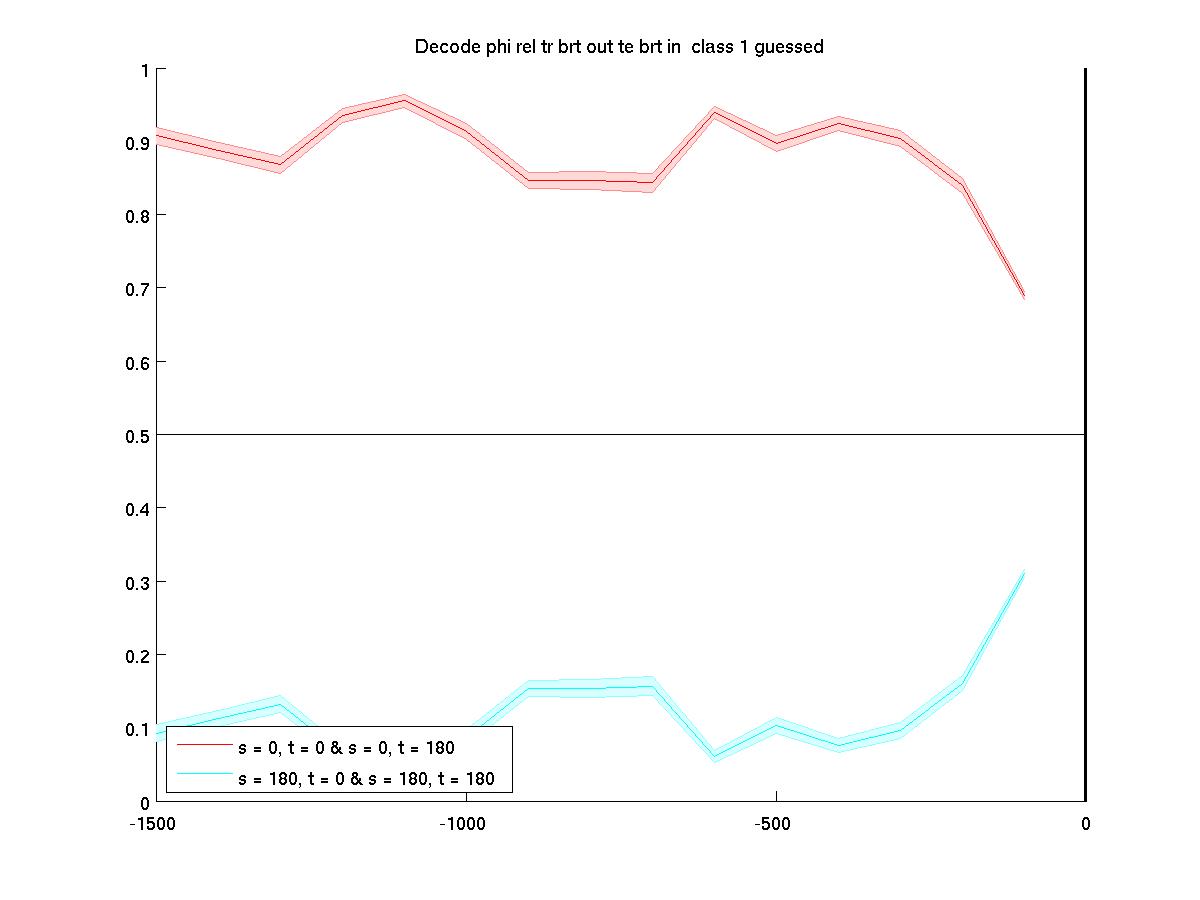 Decode phi rel tr brt out te brt in  class 1 guessed
1
0.9
0.8
0.7
0.6
0.5
0.4
0.3
0.2
0.1
0
s = 0, t = 0 & s = 0, t = 180
s = 180, t = 0 & s = 180, t = 180
-1500 -1000 -500 0